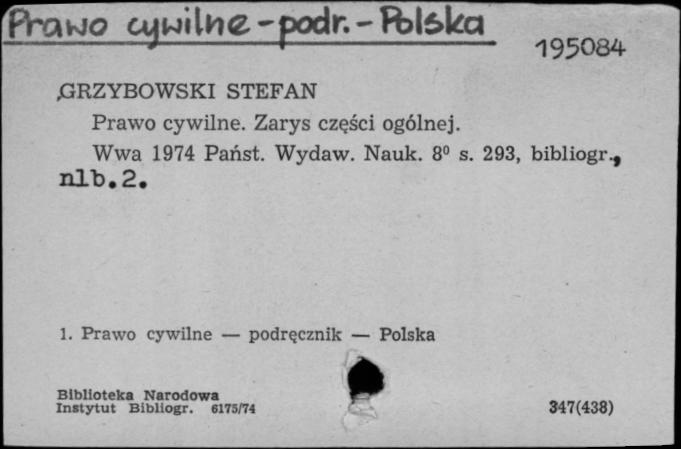 Prawo cywilne - podr. - Polska
195084
GRZYBOWSKI STEFAN
Prawo cywilne. Zarys części ogólnej.
Wwa 1974 Państ. Wydaw. Nauk. 8⁰ s. 293, bibliogr.,
nlb.2.
1. Prawo cywilne — podręcznik — Polska
Biblioteka Narodowa
Instytut Bibliogr. 6175/74
347(438)